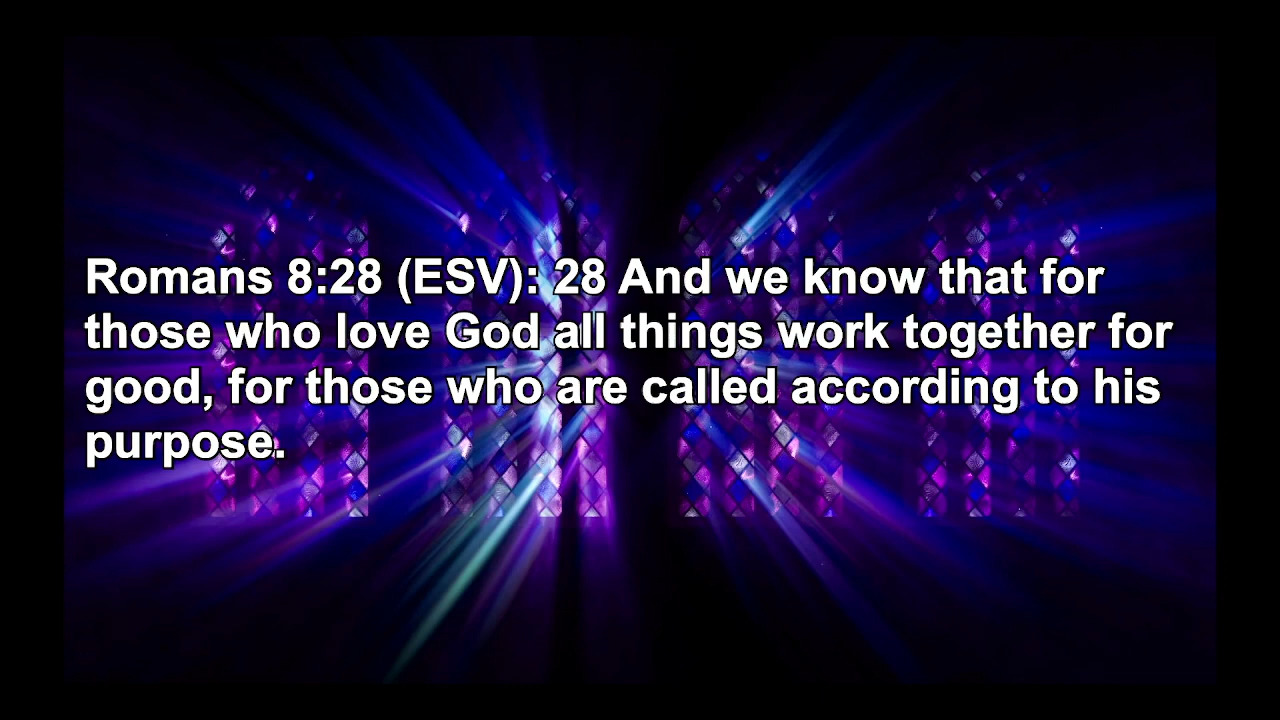 Romans 8:28 (ESV): 28 And we know that for
those who love God all things work together for
good, for those who are called according to his
purpose.